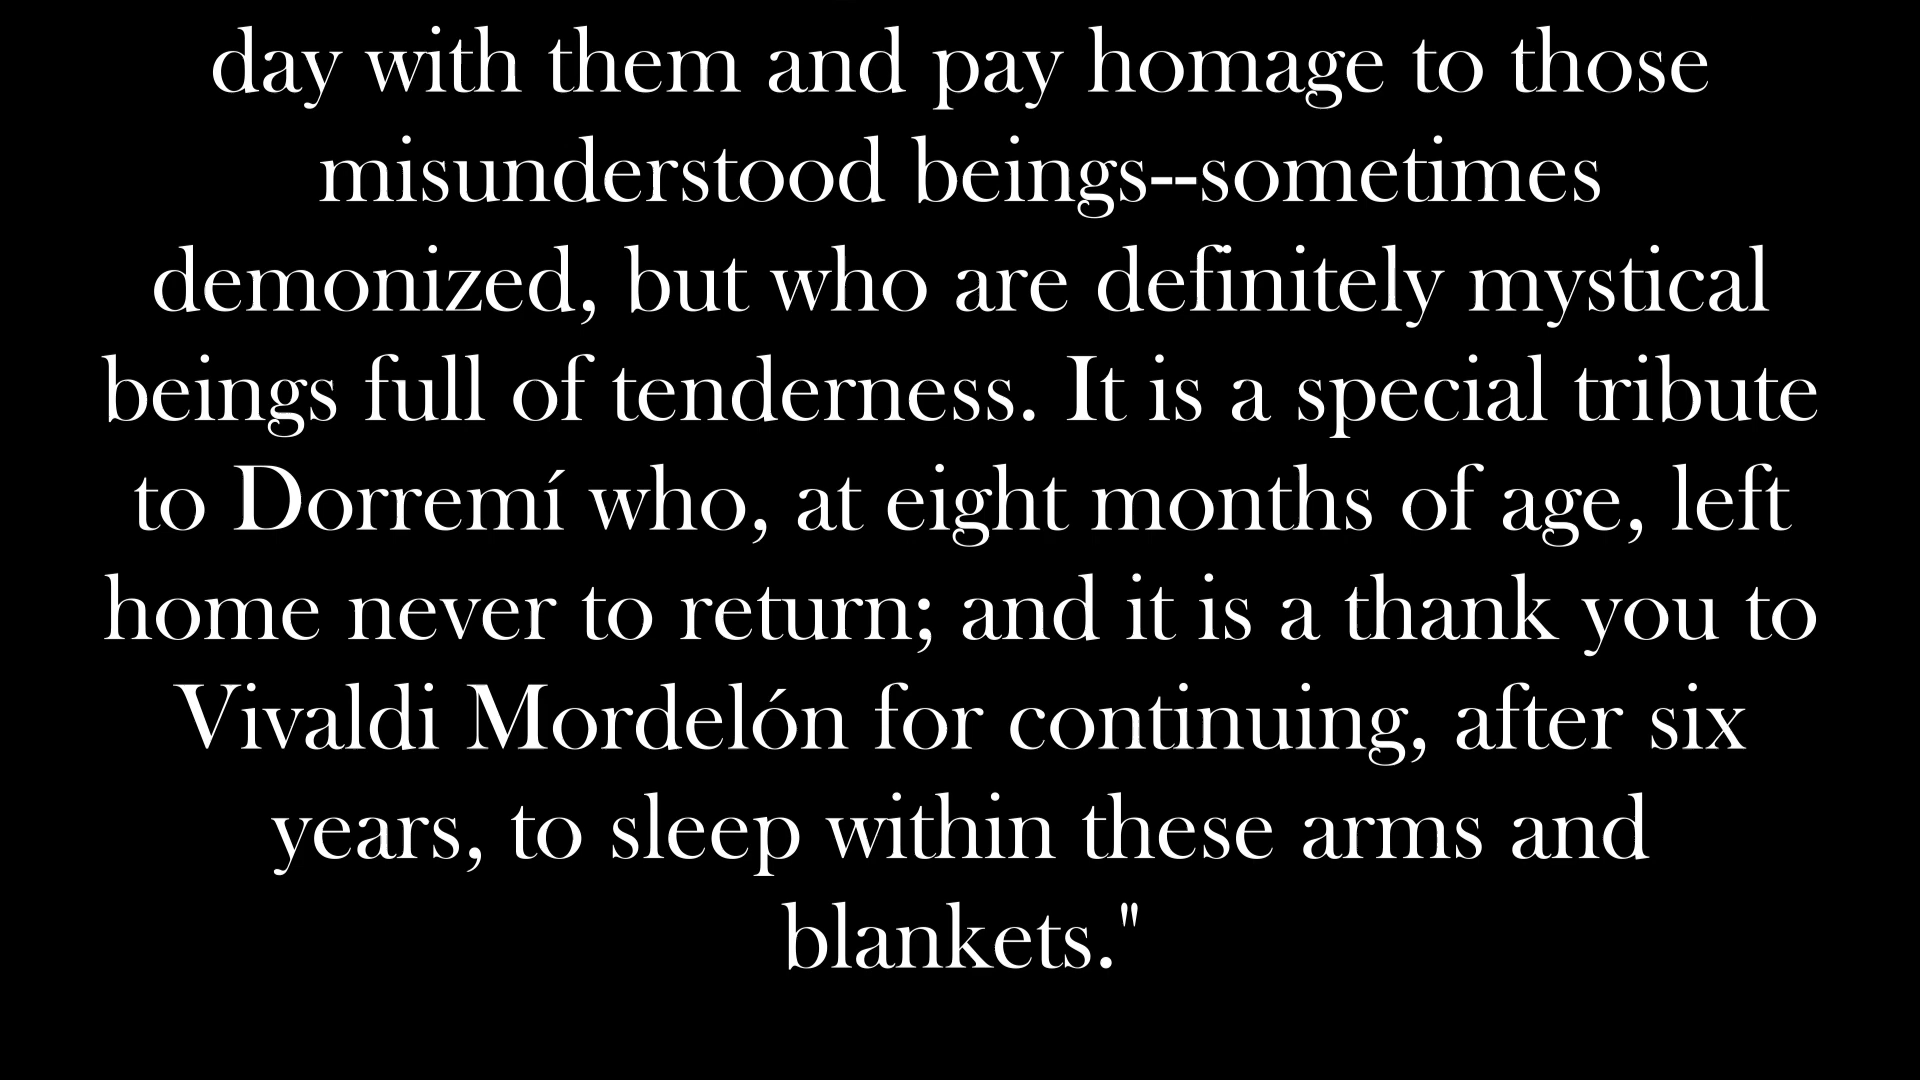 day with them and pay homage to those
misunderstood beings--sometimes
demonized, but who are definitely mystical
beings full of tenderness. It is a special tribute
to Dorremí who, at eight months of age, left
home never to return; and it is a thank you to
Vivaldi Mordelón for continuing, after six
years, to sleep within these arms and
blankets."